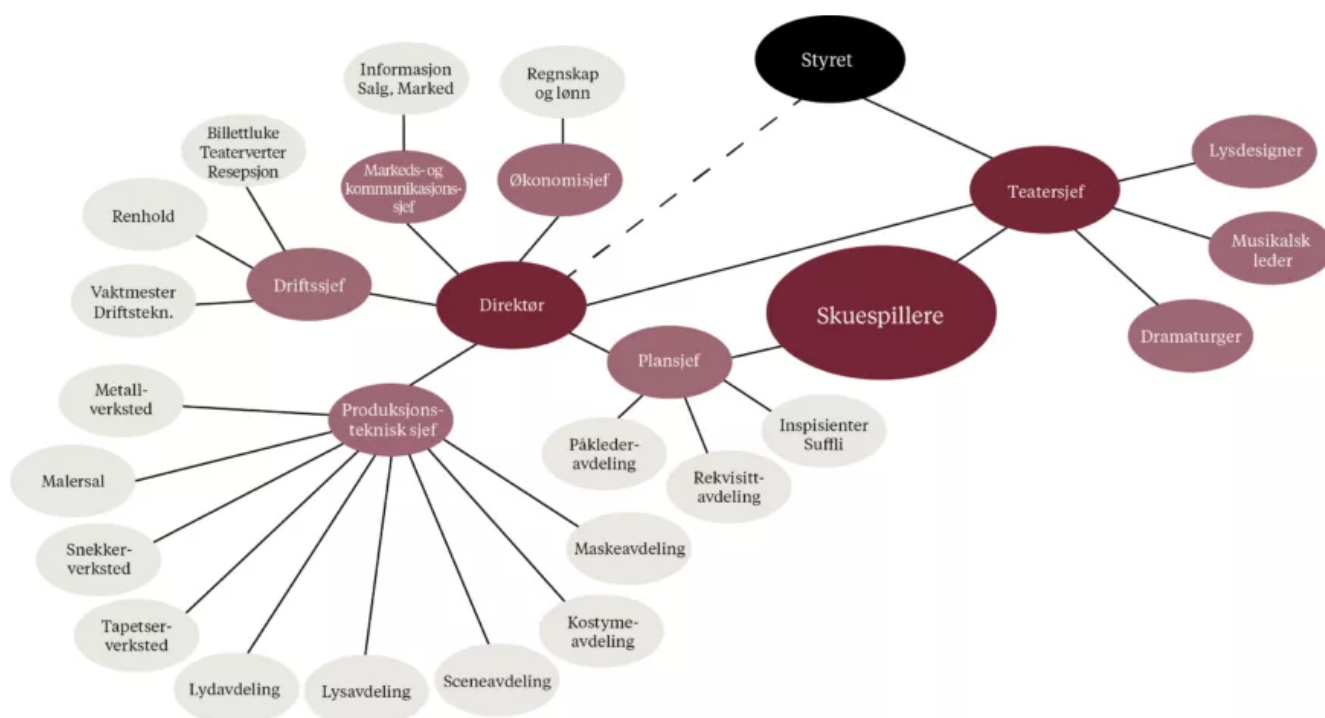 Styret
Informasjon
Salg, Marked
Regnskap
og lønn
Billettluke
Teaterverter
Resepsjon
Markeds- og
kommunikasjons-
sjef
Økonomisjef
Lysdesigner
Teatersjef
Renhold
Musikalsk
leder
Driftssjef
Vaktmester
Driftstekn.
Direktør
Skuespillere
Dramaturger
Plansjef
Metall-
verksted
Produksjons-
teknisk sjef
Påkleder-
avdeling
Inspisienter
Suffli
Rekvisitt-
avdeling
Malersal
Snekker-
verksted
Maskeavdeling
Tapetser-
verksted
Kostyme-
avdeling
Lydavdeling
Lysavdeling
Sceneavdeling